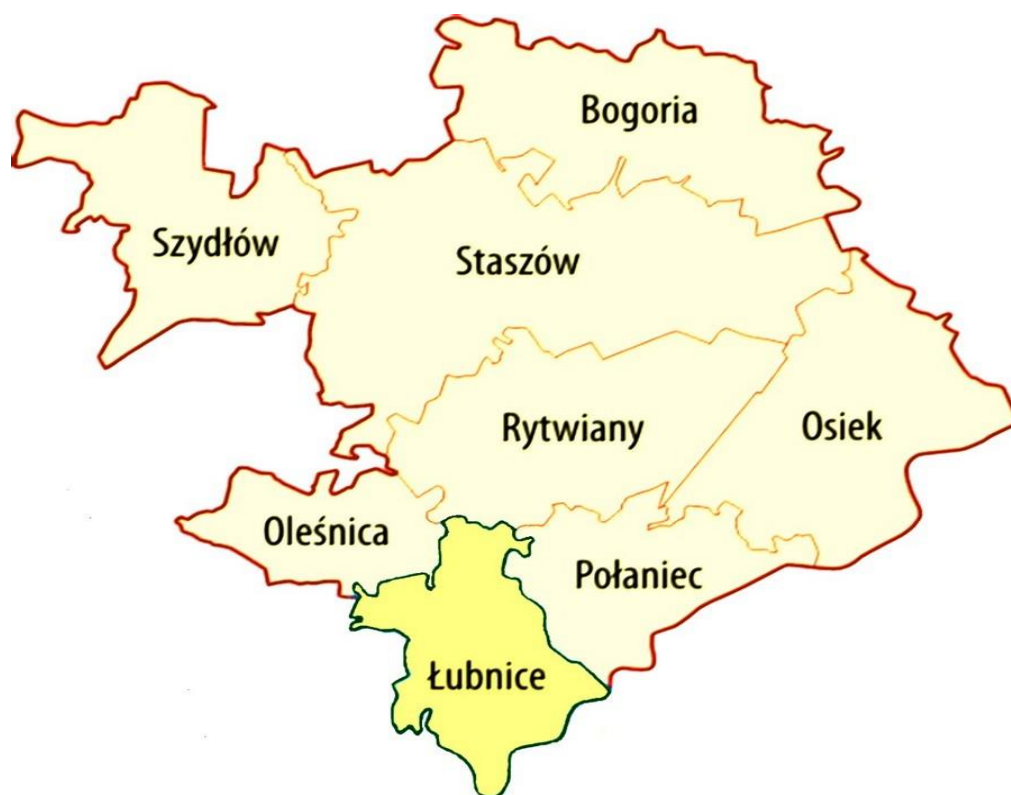 Bogoria
Szydłów
Staszów
Rytwiany
Osiek
Oleśnica
Połaniec
Łubnice